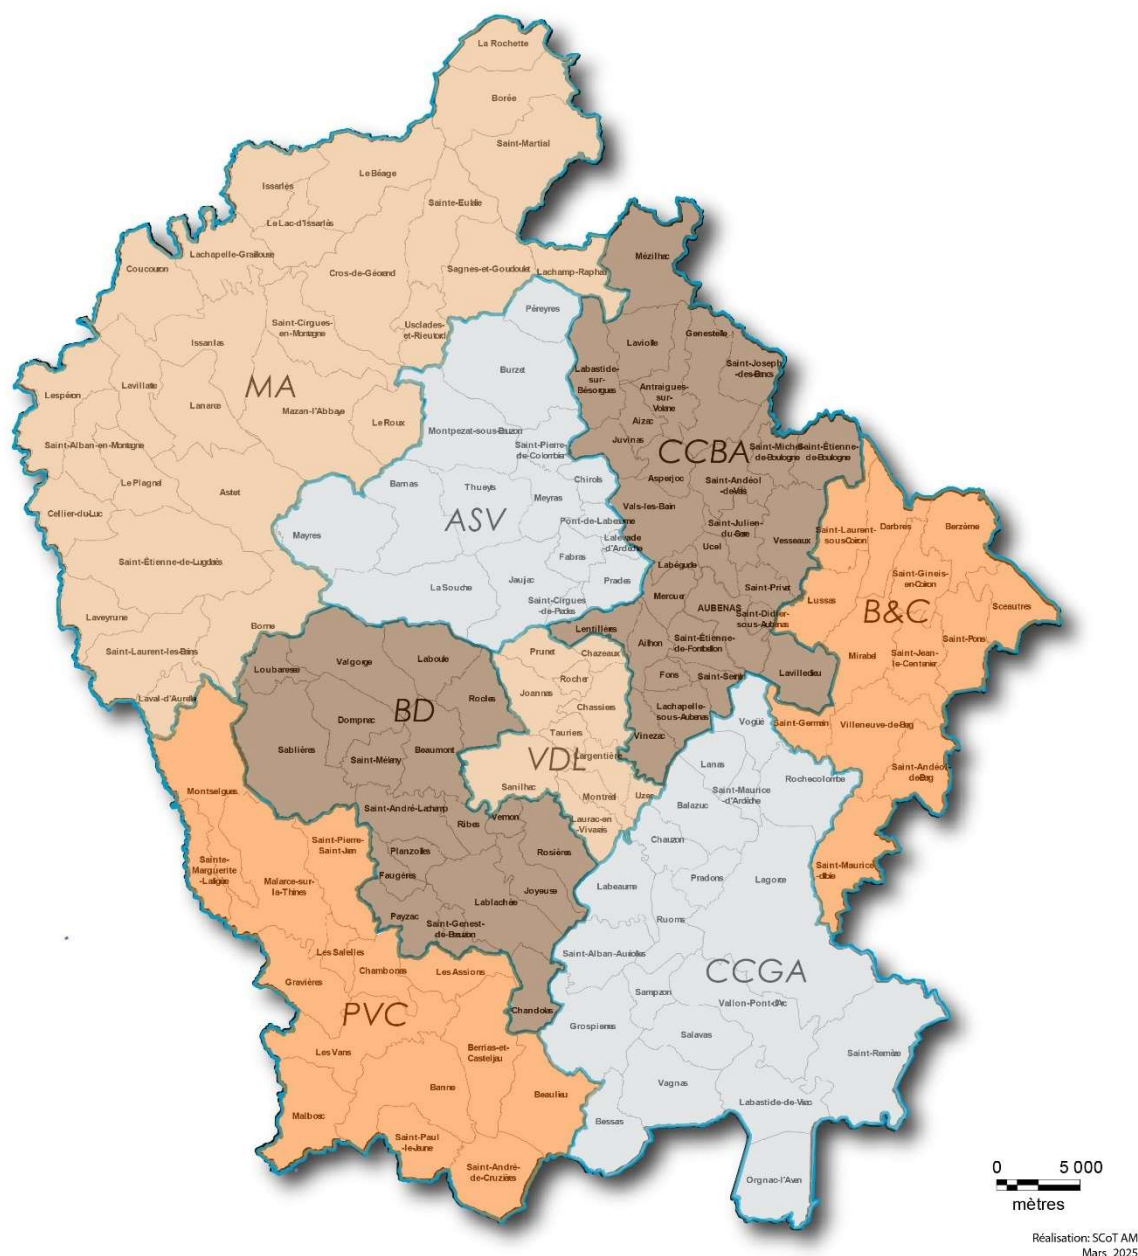 La Rochette
Borée
Saint-Martial
Le Béage
Issarlès
Sainte-Eulalie
Le Lac-d'Issarlès
Lachapelle-Graillouse
Coucouron
Cros-de-Géorand
Sagnes-et-Goudoulet
Lachamp-Raphaël
Mézilhac
Péreyres
Saint-Cirgues-
en-Montagne
Usclades-
et-Rieutord
Issanlas
Laviolle
Genestelle
Saint-Joseph
-des-Bancs
Burzet
Labastide-
sur-
Bésorgues
Lavillatte
Lespéron
Lanarce
MA
Mazan-l'Abbaye
Le Roux
Antraigues-
sur-
Volane
Aizac
Montpezat-sous-Bauzon
Juvinas
CCBA
Saint-Alban-en-Montagne
Saint-Pierre-
de-Colombier
Saint-Michel-
de-Boulogne
Saint-Étienne-
de-Boulogne
Le Plagnal
Astet
Barnas
Thueyts
Meyras
Chirols
Asperjoc
Saint-Andéol
-de-Vals
Cellier-du-Luc
ASV
Vals-les-Bain
Mayres
Pont-de-Labeaume
Lalevade
-d'Ardèche
Saint-Julien-
du-Serre
Ucel
Vesseaux
Saint-Laurent-
sous-Coiron
Darbres
Berzème
Saint-Étienne-de-Lugdarès
Fabras
Labégude
La Souche
Jaujac
Prades
Saint-Gineis-
en-Coiron
Saint-Cirgues
-de-Prades
Mercuer
Saint-Privat
AUBENAS
Lussas
Sceautres
Laveyrune
Borne
Lentillères
Saint-Didier-
sous-Aubenas
B&C
Ailhon
Saint-Étienne-
de-Fontbellon
Saint-Pons
Saint-Laurent-les-Bains
Loubaresse
Valgorge
Laboule
Prunet
Chazeaux
Mirabel
Saint-Jean-
le-Centenier
Rocher
Fons
Saint-Sernin
Lavilledieu
Laval-d'Aurelle
Rocles
Joannas
Chassiers
Lachapelle-
sous-Aubenas
BD
Dompnac
Vogüé
Saint-Germain
Villeneuve-de-Berg
Tauriers
Vinezac
Sablières
Beaumont
Saint-Mélany
VDL
Largentière
Lanas
Rochecolombe
Saint-Andéol
-de-Berg
Montselgues
Sanilhac
Montréal
Uzer
Balazuc
Saint-Maurice
-d'Ardèche
Saint-André-Lachamp
Vernon
Laurac-en-
Vivarais
Ribes
Saint-Pierre-
Saint-Jean
Planzolles
Rosières
Chauzon
Sainte-
Marguerite
-Lafigère
Malarce-sur-
la-Thines
Faugères
Joyeuse
Labeaume
Pradons
Lagorce
Saint-Maurice
-d'Ibie
Payzac
Lablachère
Saint-Genest-
de-Beauzon
Ruoms
Les Salelles
Chambonas
Les Assions
Saint-Alban-Auriolles
Gravières
CCGA
PVC
Sampzon
Vallon-Pont-d'Arc
Chandolas
Grospierres
Salavas
Les Vans
Berrias-et-
Casteljau
Saint-Remèze
Banne
Beaulieu
Vagnas
Labastide-de-Virac
Malbosc
Bessas
Saint-Paul
-le-Jeune
Saint-André-
de-Cruzières
Orgnac-l'Aven
0 5 000
mètres
Réalisation: SCoT AM
Mars 2025